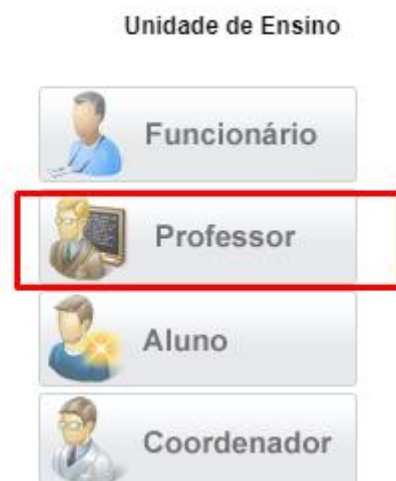 Unidade de Ensino
Funcionário
Professor
Aluno
Coordenador